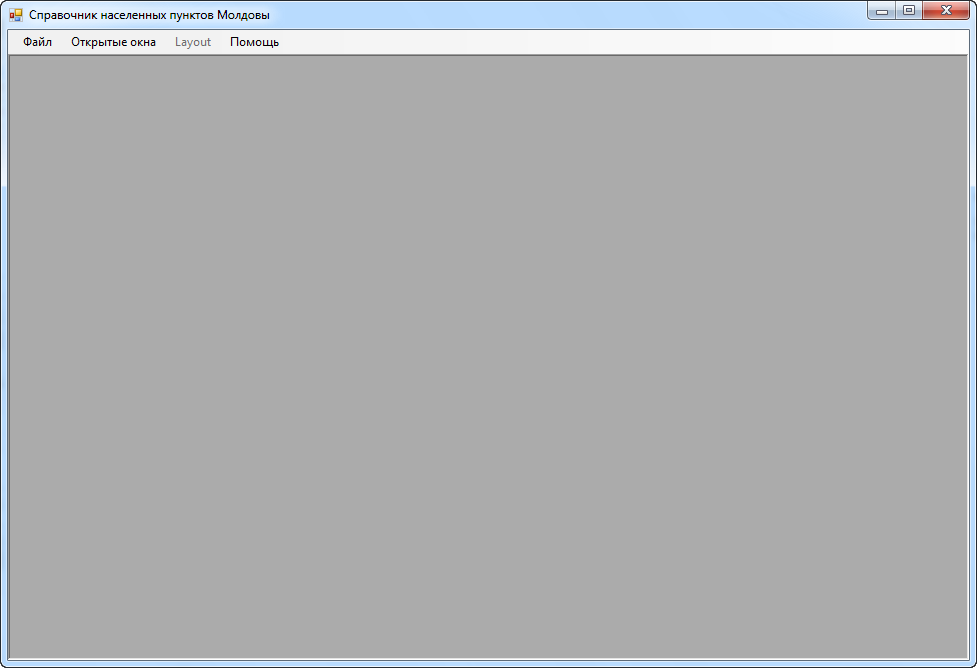 Справочник населенных пунктов Молдовы
Файл Открытые окна Layout Помощь